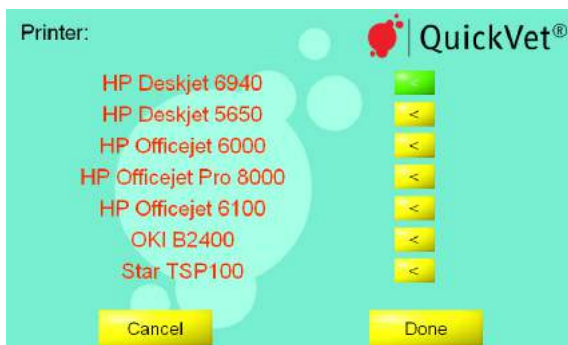 Printer:
QuickVet®
HP Deskjet 6940 <
HP Deskjet 5650 <
HP Officejet 6000 <
HP Officejet Pro 8000 <
HP Officejet 6100 <
OKI B2400 <
Star TSP100 <
Cancel Done